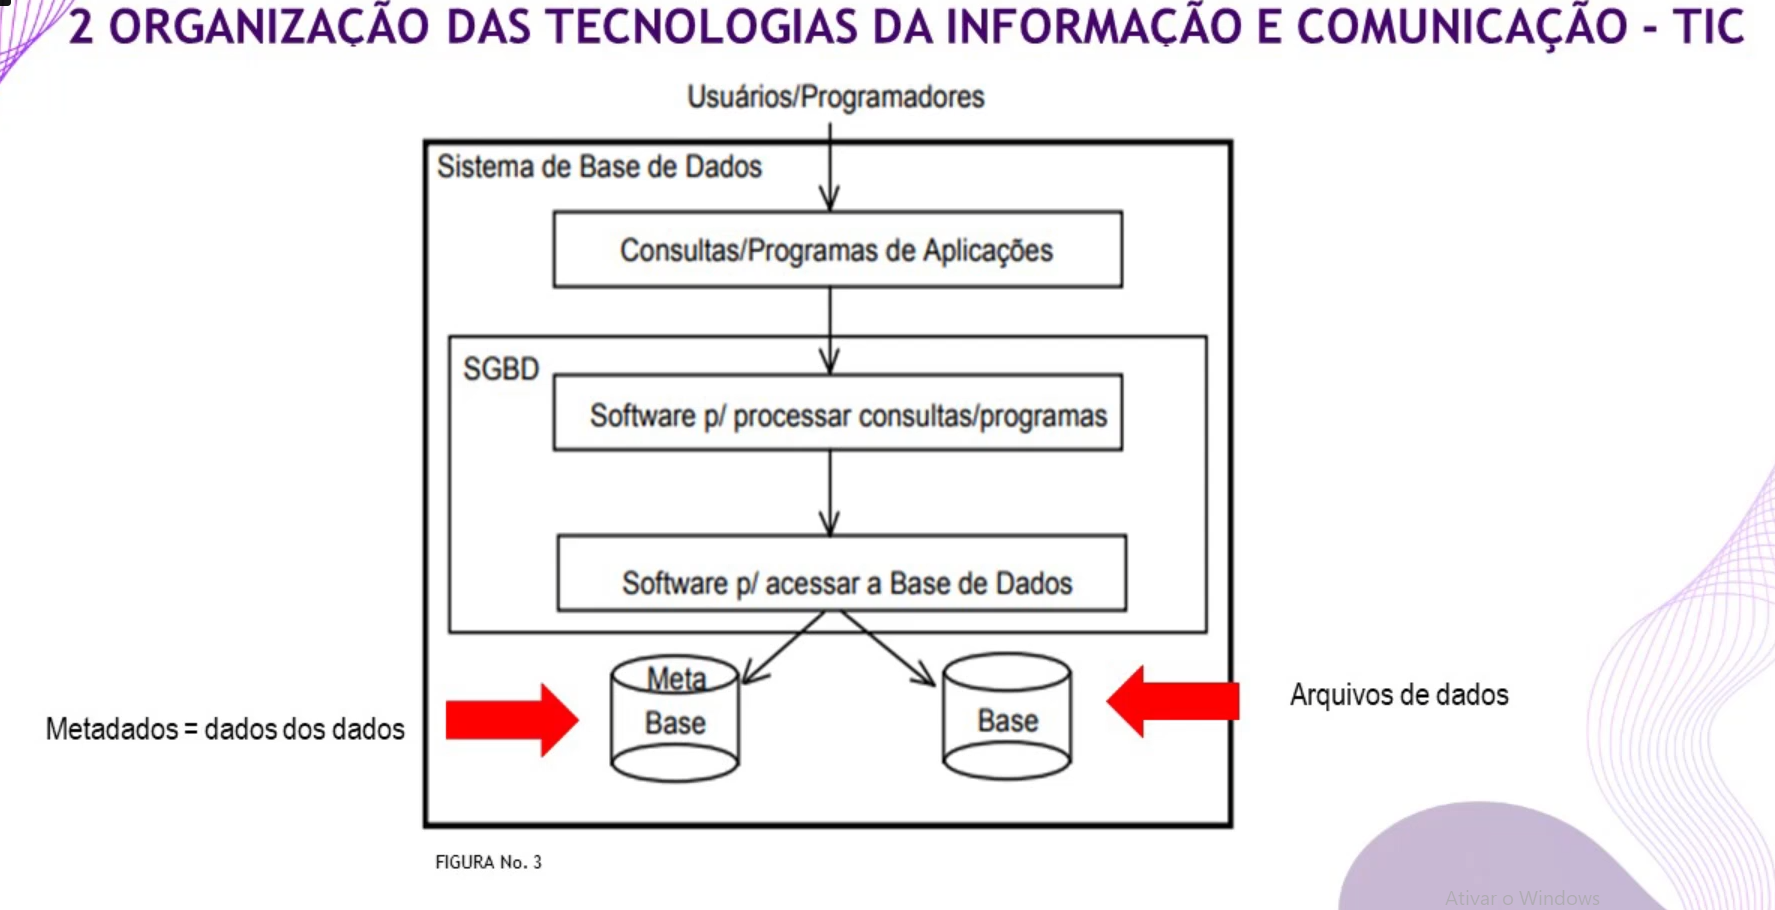 2 ORGANIZAÇÃO DAS TECNOLOGIAS DA INFORMAÇÃO E COMUNICAÇÃO - TIC
Usuários/Programadores
Sistema de Base de Dados
Consultas/Programas de Aplicações
SGBD
Software p/ processar consultas/programas
Software p/ acessar a Base de Dados
Meta
Base
Base
Metadados = dados dos dados
Arquivos de dados
FIGURA No. 3
Ativar o Windows